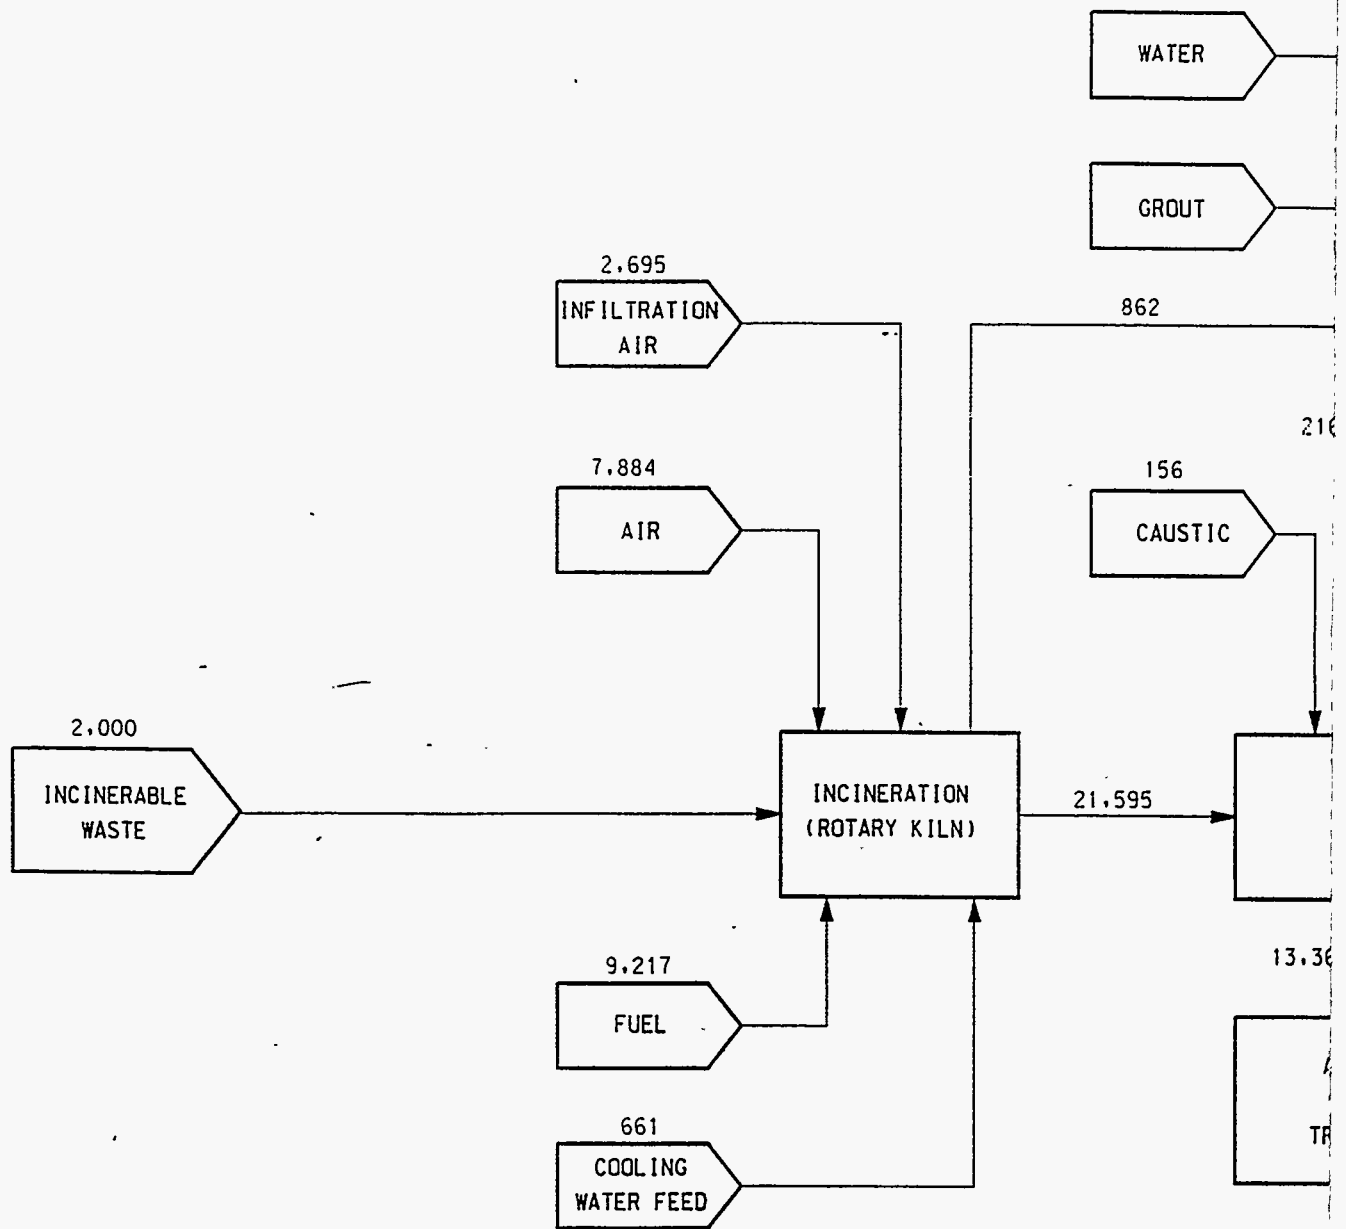 WATER
GROUT
2,695
INFILTRATION
AIR
862
7,884
AIR
156
CAUSTIC
2,000
INCINERABLE
WASTE
INCINERATION
(ROTARY KILN)
21,595
9,217
FUEL
661
COOLING
WATER FEED